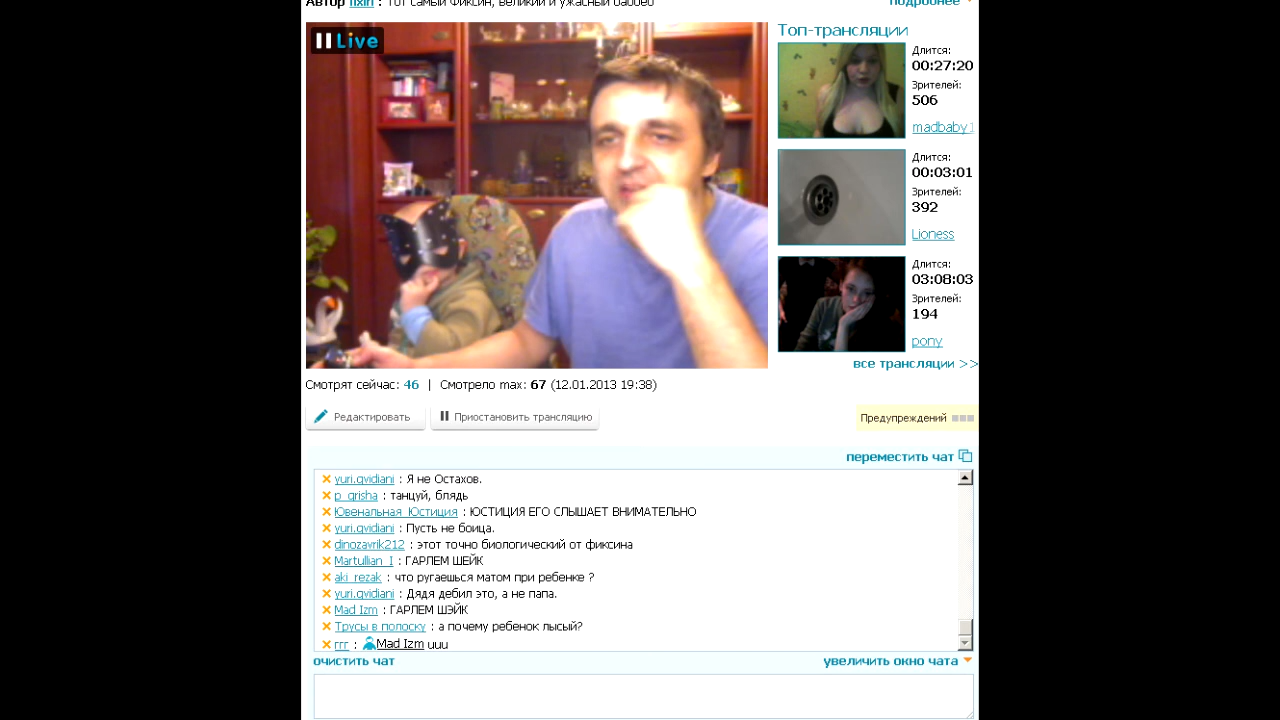 Автор fixin : Тот самый Фиксин, великий и ужасный
подробнее
Live
Топ-трансляции
Длится:
00:27:20
Зрителей:
506
madbaby1
Длится:
00:03:01
Зрителей:
392
Lioness
Длится:
03:08:03
Зрителей:
194
pony
все трансляции >>
Смотрят сейчас: 46 | Смотрело max: 67 (12.01.2013 19:38)
Редактировать
Приостановить трансляцию
Предупреждений
переместить чат
yuri.gvidiani : Я не Остахов.
p_grisha : танцуй, блядь
Ювенальная_Юстиция : ЮСТИЦИЯ ЕГО СЛЫШАЕТ ВНИМАТЕЛЬНО
yuri.gvidiani : Пусть не боица.
dinozavrik212 : этот точно биологический от фиксина
Martullian_I : ГАРЛЕМ ШЕЙК
aki_rezak : что ругаешься матом при ребенке ?
yuri.gvidiani : Дядя дебил это, а не папа.
Mad Izm : ГАРЛЕМ ШЭЙК
Трусы в полоску : а почему ребенок лысый?
ггг : Mad Izm иии
очистить чат
увеличить окно чата